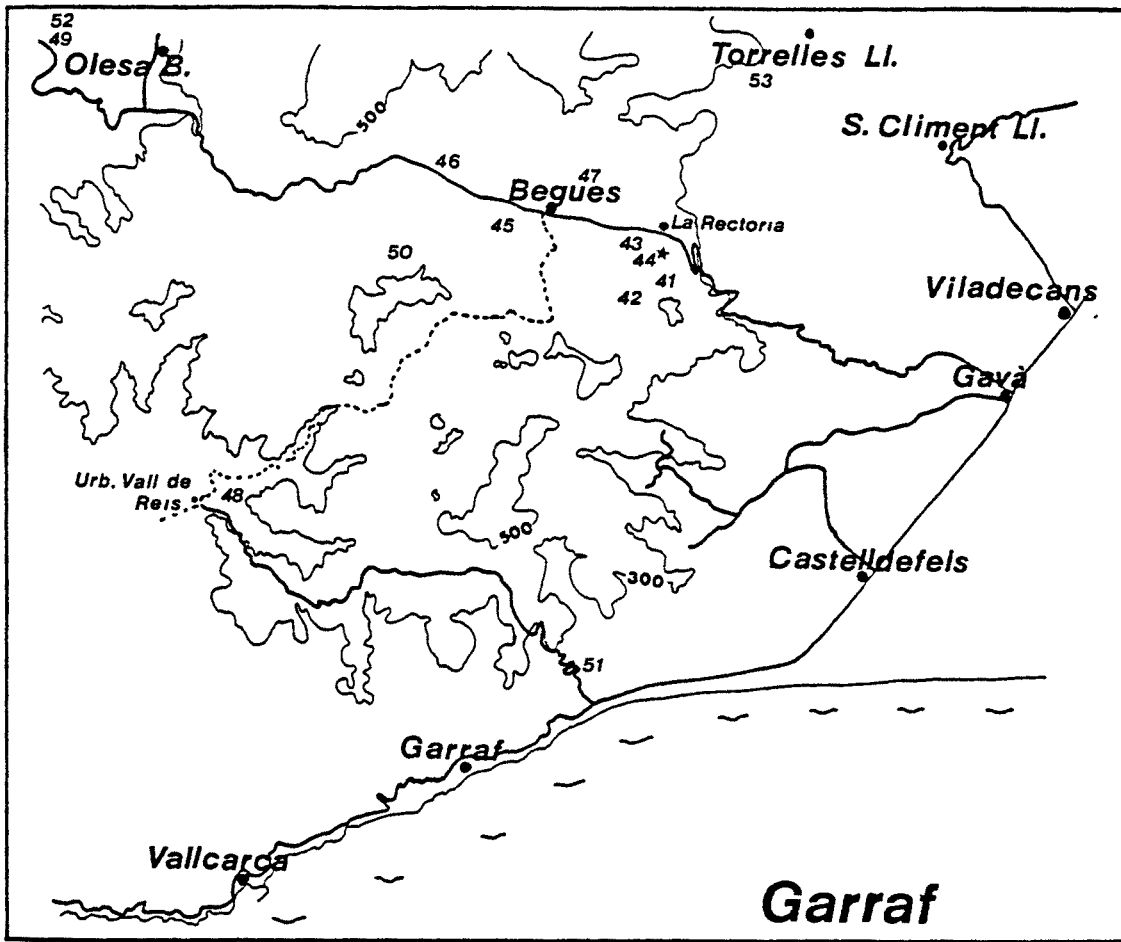 52
49
Olesa B.
Torrelles Ll.
53
500
S. Climent Ll.
46
47
Begues
45
La Rectoria
43
44*
50
41
42
Viladecans
Gavà
Urb. Vall de
Reis
48
500
300
Castelldefels
51
Garraf
Vallcarca
Garraf